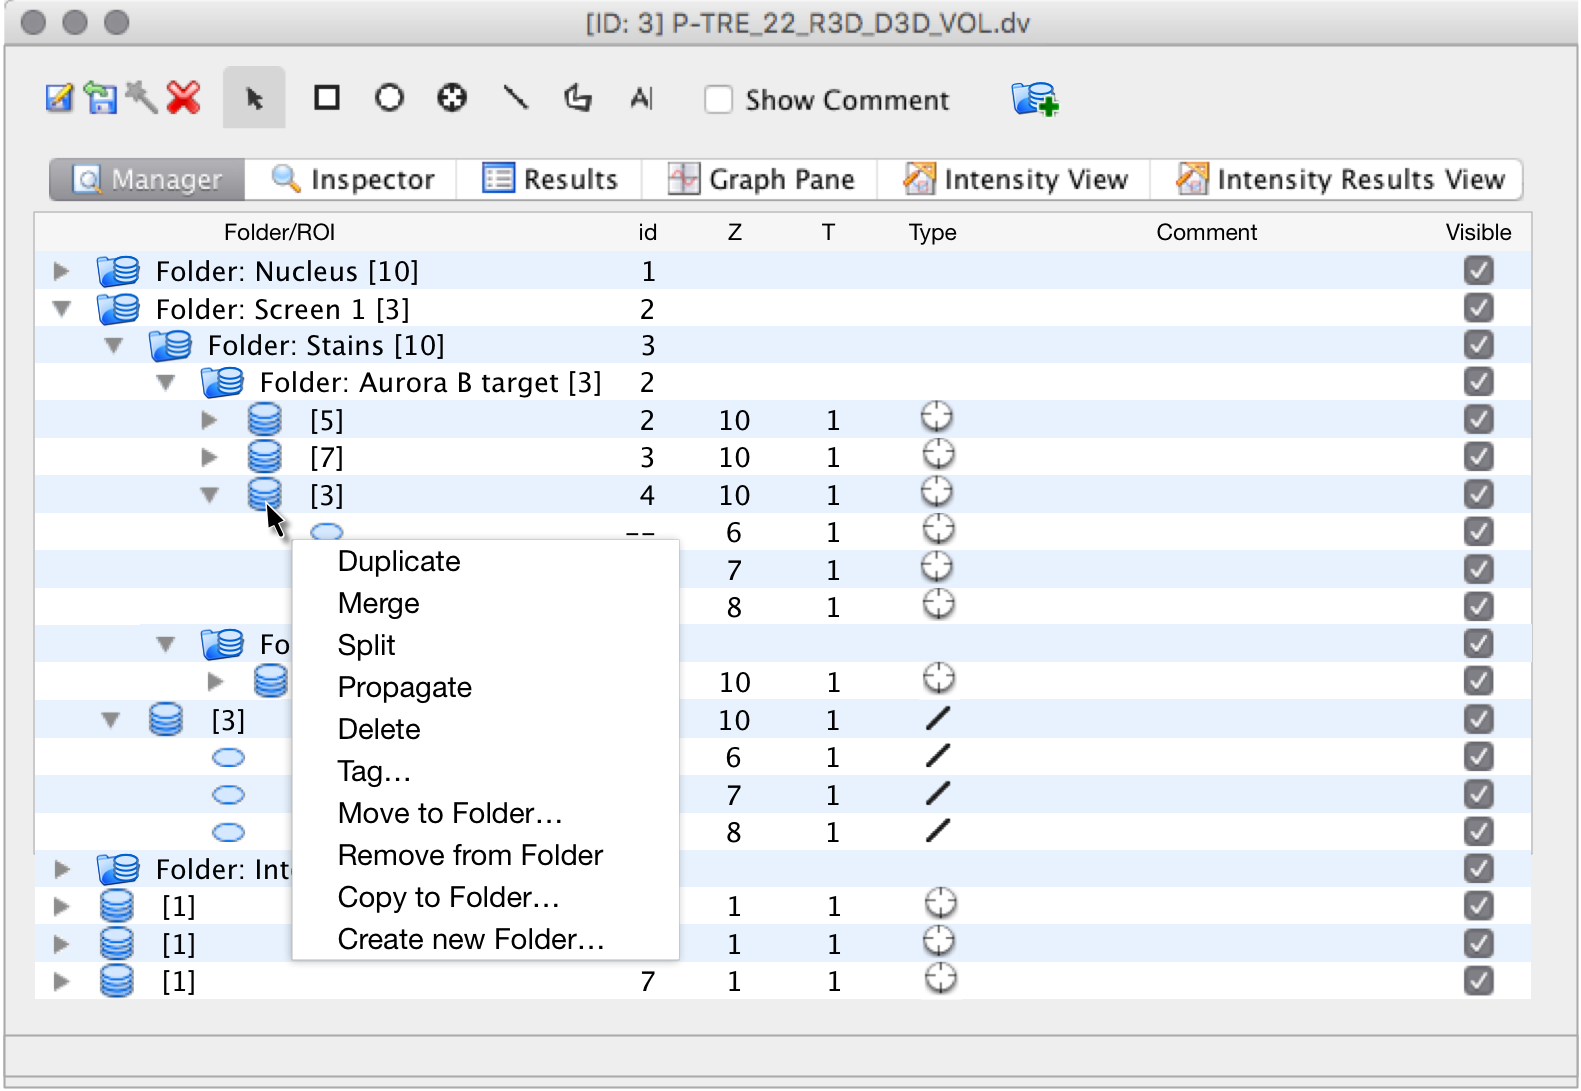 [ID: 3] P-TRE_22_R3D_D3D_VOL.dv
A Show Comment
Manager Inspector Results Graph Pane Intensity View Intensity Results View
Folder/ROI id Z T Type Comment Visible
Folder: Nucleus [10] 1
Folder: Screen 1 [3] 2
Folder: Stains [10] 3
Folder: Aurora B target [3] 2
[5] 2 10 1
[7] 3 10 1
[3] 4 10 1
-- 6 1
Duplicate
7 1
Merge
8 1
Fo
Split
Propagate
10 1
[3] 10 1
Delete
6 1
Tag...
7 1
Move to Folder...
8 1
Remove from Folder
Folder: Int
Copy to Folder...
[1] 1 1
Create new Folder...
[1] 1 1
[1] 7 1 1